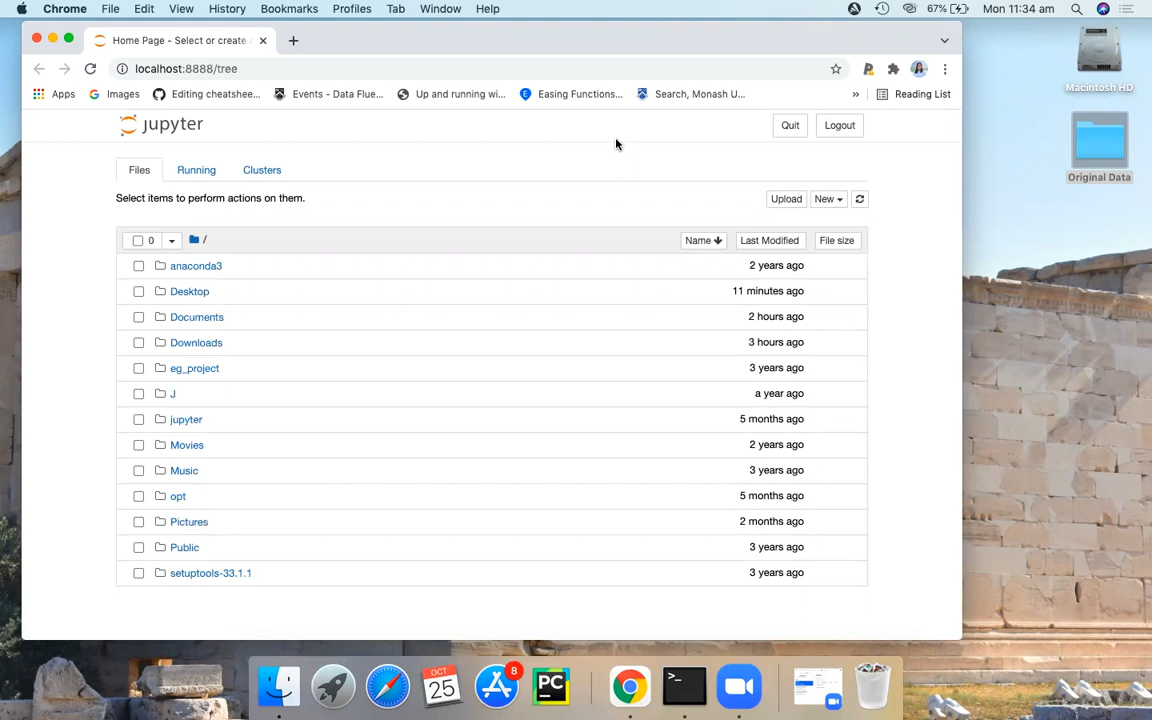 Chrome File Edit View History Bookmarks Profiles Tab Window Help 67% Mon 11:34 am
Home Page - Select or create
localhost:8888/tree
Apps Images Editing cheatshee... Events - Data Flue... Up and running wi... Easing Functions... Search, Monash U... » Reading List
Macintosh HD
Original Data
jupyter Quit Logout
Files Running Clusters
Select items to perform actions on them. Upload New
0 / Name Last Modified File size
anaconda3 2 years ago
Desktop 11 minutes ago
Documents 2 hours ago
Downloads 3 hours ago
eg_project 3 years ago
J a year ago
jupyter 5 months ago
Movies 2 years ago
Music 3 years ago
opt 5 months ago
Pictures 2 months ago
Public 3 years ago
setuptools-33.1.1 3 years ago
OCT
25
8
PC
>_